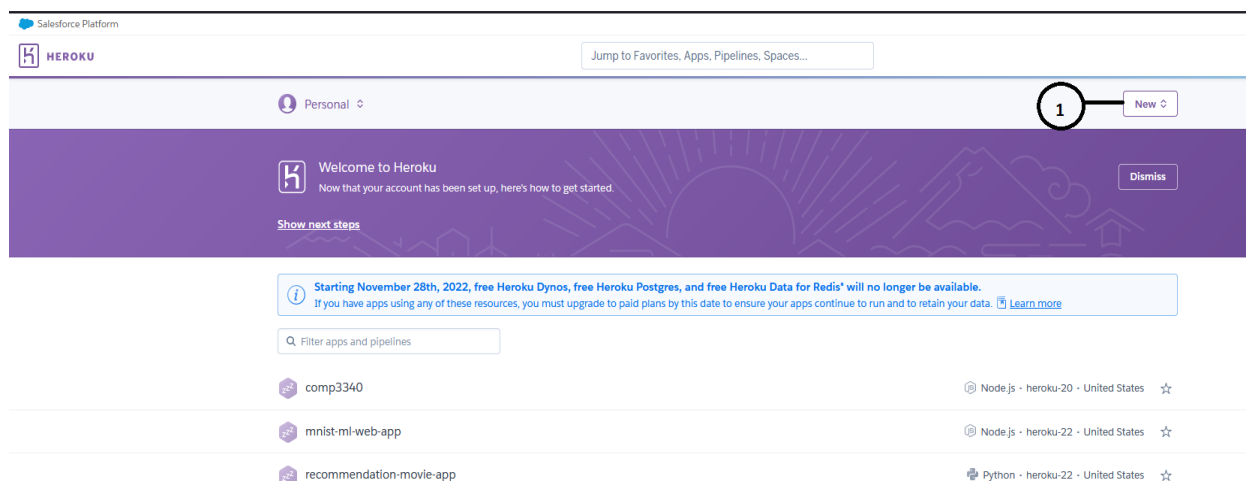 Salesforce Platform
HEROKU
Jump to Favorites, Apps, Pipelines, Spaces...
Personal
1
New
Welcome to Heroku
Now that your account has been set up, here's how to get started.
Dismiss
Show next steps
Starting November 28th, 2022, free Heroku Dynos, free Heroku Postgres, and free Heroku Data for Redis® will no longer be available.
If you have apps using any of these resources, you must upgrade to paid plans by this date to ensure your apps continue to run and to retain your data. Learn more
Filter apps and pipelines
comp3340
Node.js · heroku-20 · United States
mnist-ml-web-app
Node.js · heroku-22 · United States
recommendation-movie-app
Python · heroku-22 · United States